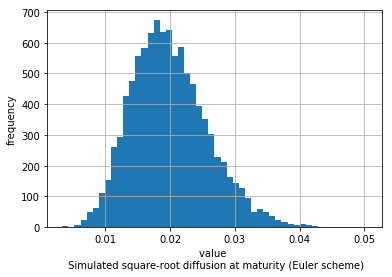 700
600
500
400
300
200
100
0
frequency
0.01 0.02 0.03 0.04 0.05
value
Simulated square-root diffusion at maturity (Euler scheme)